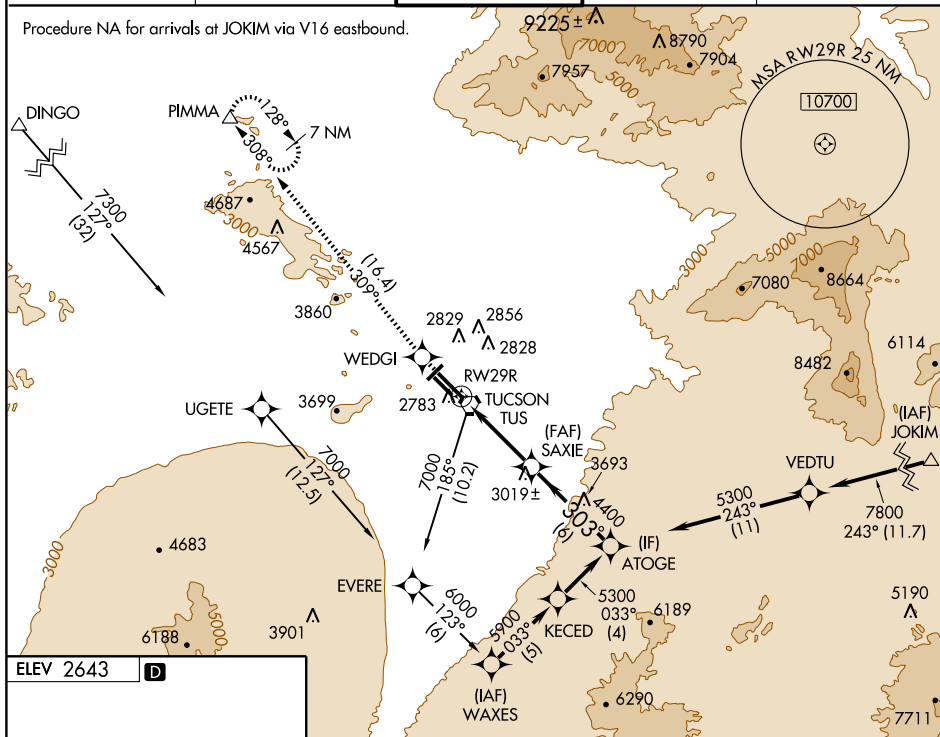 Procedure NA for arrivals at JOKIM via V16 eastbound.
9225±
7000
8790
7904
7957
5000
MSA RW29R 25 NM
10700
DINGO
PIMMA
128°
308°
7 NM
7300
127°
(32)
4687
3000
4567
(16.4)
309°
3860
3000
5000
7000
7080
8664
2829
2856
2828
WEDGI
6114
8482
RW29R
3699
2783
TUCSON
TUS
UGETE
(IAF)
JOKIM
(FAF)
SAXIE
7000
127°
(12.5)
7000
185°
(10.2)
3693
VEDTU
3019±
4400
5300
243°
(11)
7800
243° (11.7)
303°
(6)
(IF)
ATOGE
3000
4683
EVERE
6000
123°
(6)
5900
033°
(5)
KECED
5300
033°
(4)
6189
5190
3901
6188
5000
ELEV 2643
D
(IAF)
WAXES
6290
7711